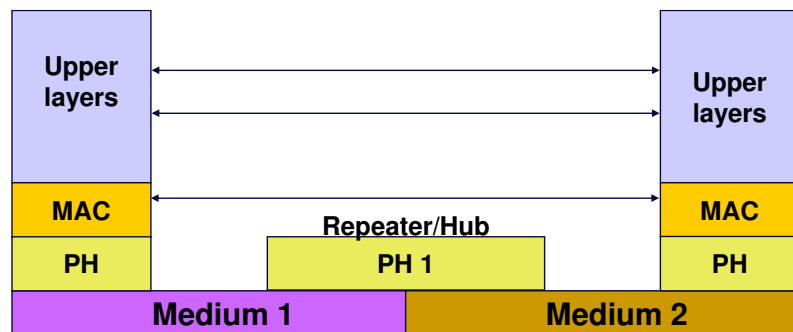 Upper
layers
Upper
layers
MAC
MAC
Repeater/Hub
PH
PH 1
PH
Medium 1
Medium 2